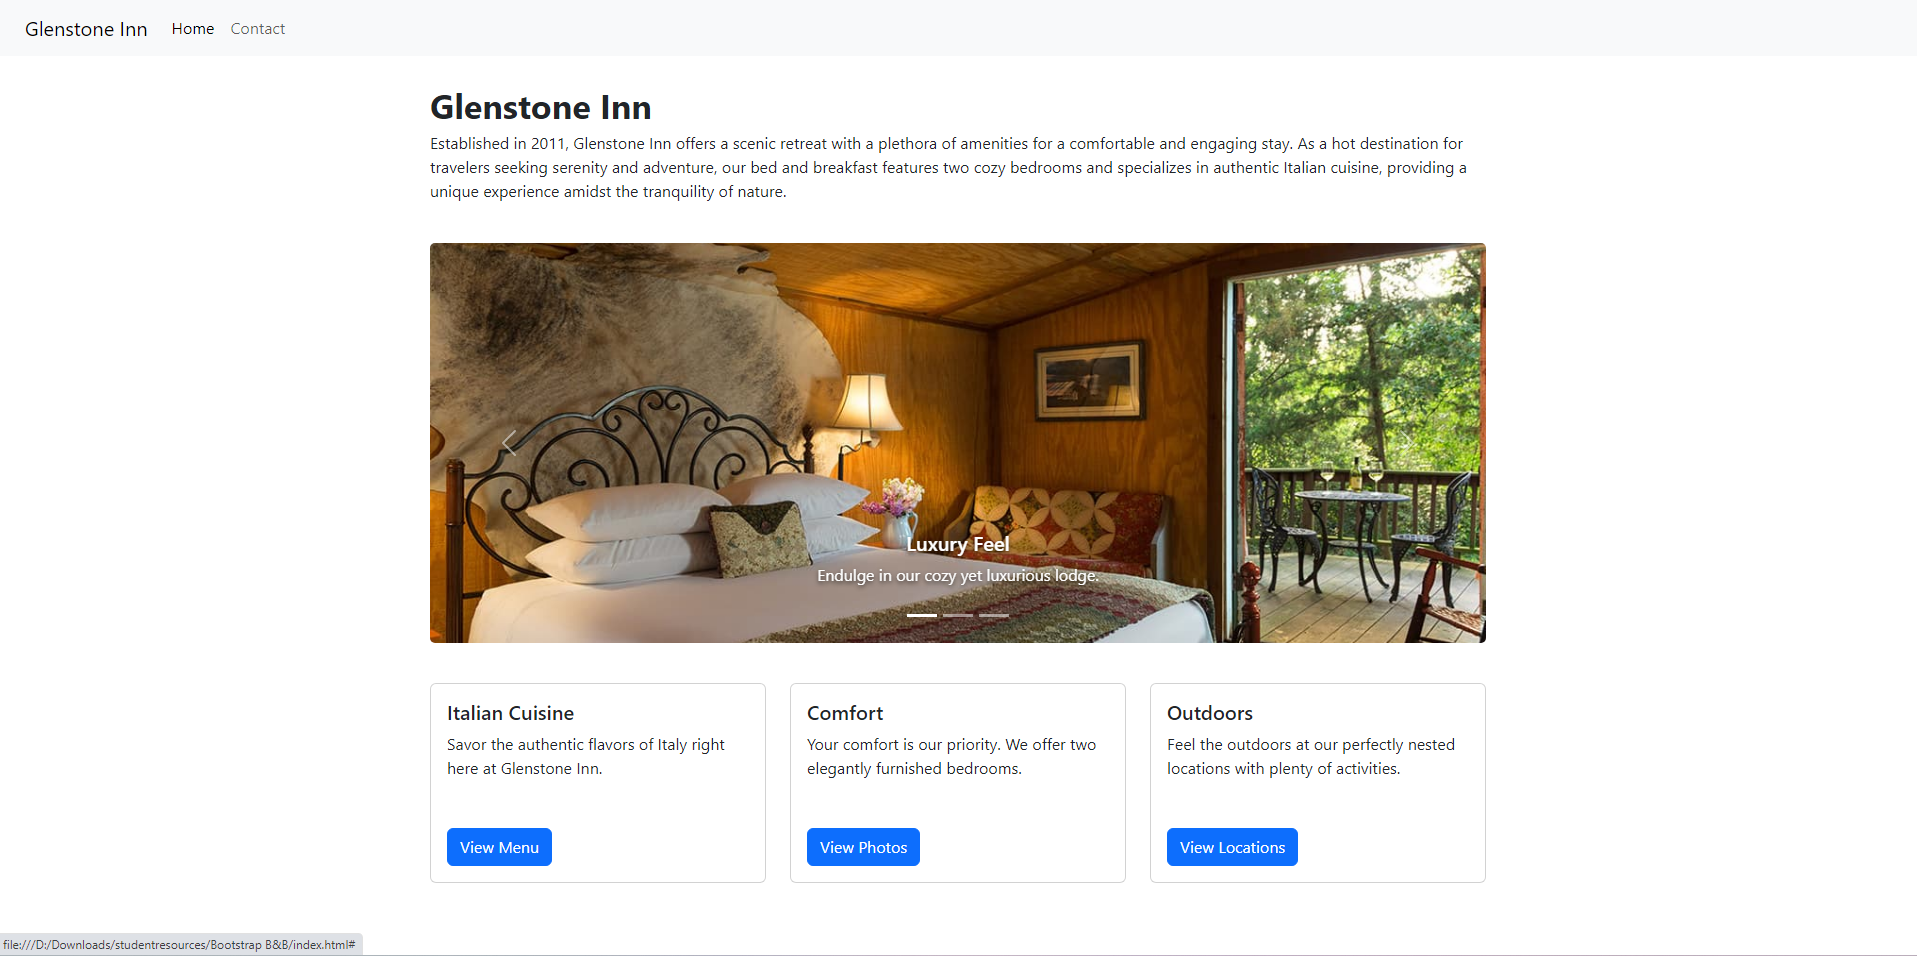 Glenstone Inn Home Contact
Glenstone Inn
Established in 2011, Glenstone Inn offers a scenic retreat with a plethora of amenities for a comfortable and engaging stay. As a hot destination for
travelers seeking serenity and adventure, our bed and breakfast features two cozy bedrooms and specializes in authentic Italian cuisine, providing a
unique experience amidst the tranquility of nature.
Luxury Feel
Endulge in our cozy yet luxurious lodge.
Italian Cuisine
Savor the authentic flavors of Italy right
here at Glenstone Inn.
View Menu
Comfort
Your comfort is our priority. We offer two
elegantly furnished bedrooms.
View Photos
Outdoors
Feel the outdoors at our perfectly nested
locations with plenty of activities.
View Locations
file:///D:/Downloads/studentresources/Bootstrap B&B/index.html#